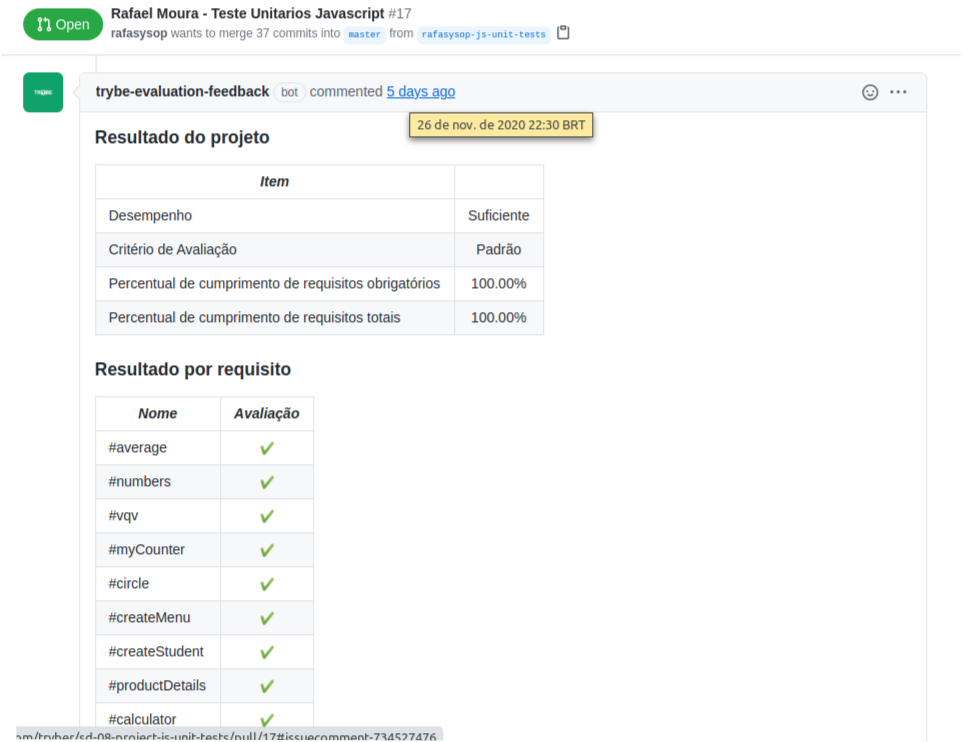 Open
Rafael Moura - Teste Unitarios Javascript #17
rafasysop wants to merge 37 commits into master from rafasysop-js-unit-tests
TRYBE
trybe-evaluation-feedback bot commented 5 days ago
26 de nov. de 2020 22:30 BRT
Resultado do projeto
Item
Desempenho Suficiente
Critério de Avaliação Padrão
Percentual de cumprimento de requisitos obrigatórios 100.00%
Percentual de cumprimento de requisitos totais 100.00%
Resultado por requisito
Nome Avaliação
#average ✔
#numbers ✔
#vqv ✔
#myCounter ✔
#circle ✔
#createMenu ✔
#createStudent ✔
#productDetails ✔
#calculator ✔
om/tryber/sd-08-project-js-unit-tests/pull/17#issuecomment-734527476